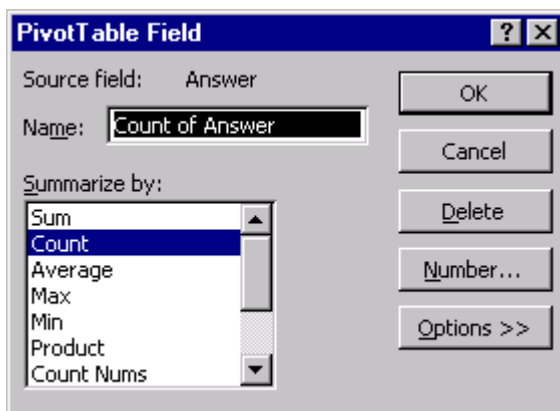 PivotTable Field
Source field: Answer
Name: Count of Answer
Summarize by:
Sum
Count
Average
Max
Min
Product
Count Nums
OK
Cancel
Delete
Number...
Options >>